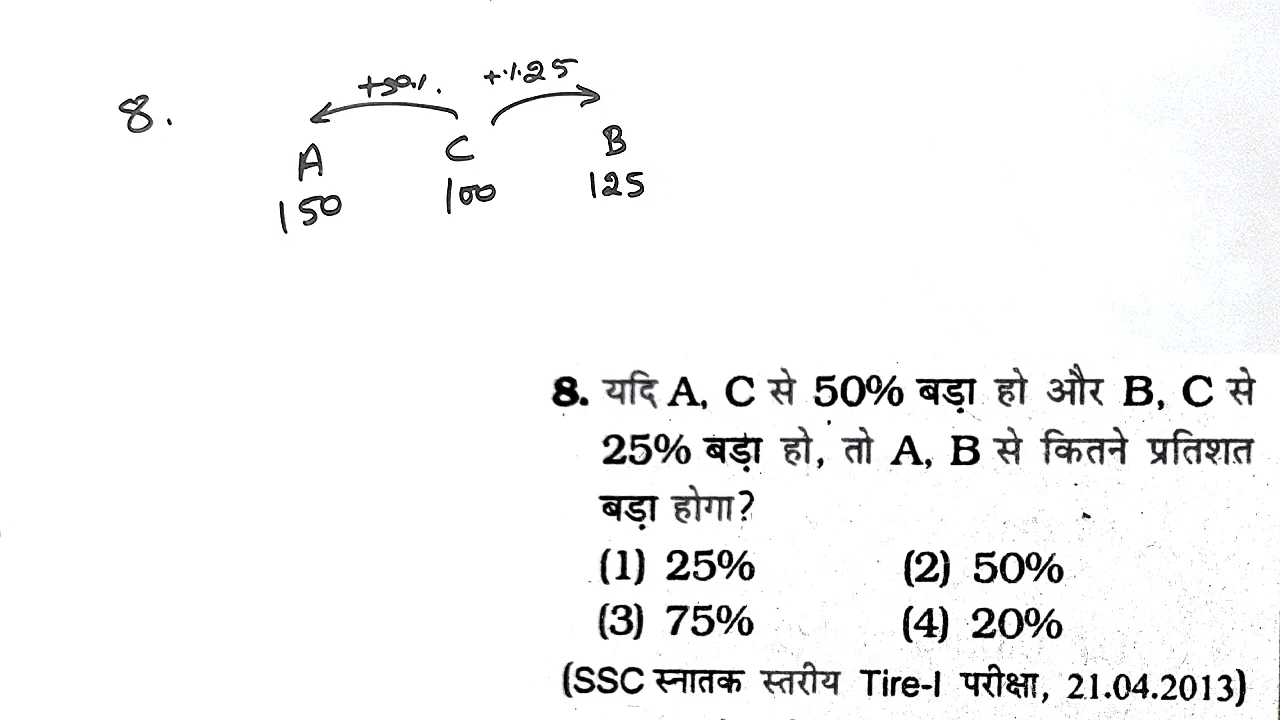 8.
+50%. +%25
A C B
150 100 125
8. यदि A, C से 50% बड़ा हो और B, C से
25% बड़ा हो, तो A, B से कितने प्रतिशत
बड़ा होगा?
(1) 25% (2) 50%
(3) 75% (4) 20%
(SSC स्नातक स्तरीय Tire-I परीक्षा, 21.04.2013)